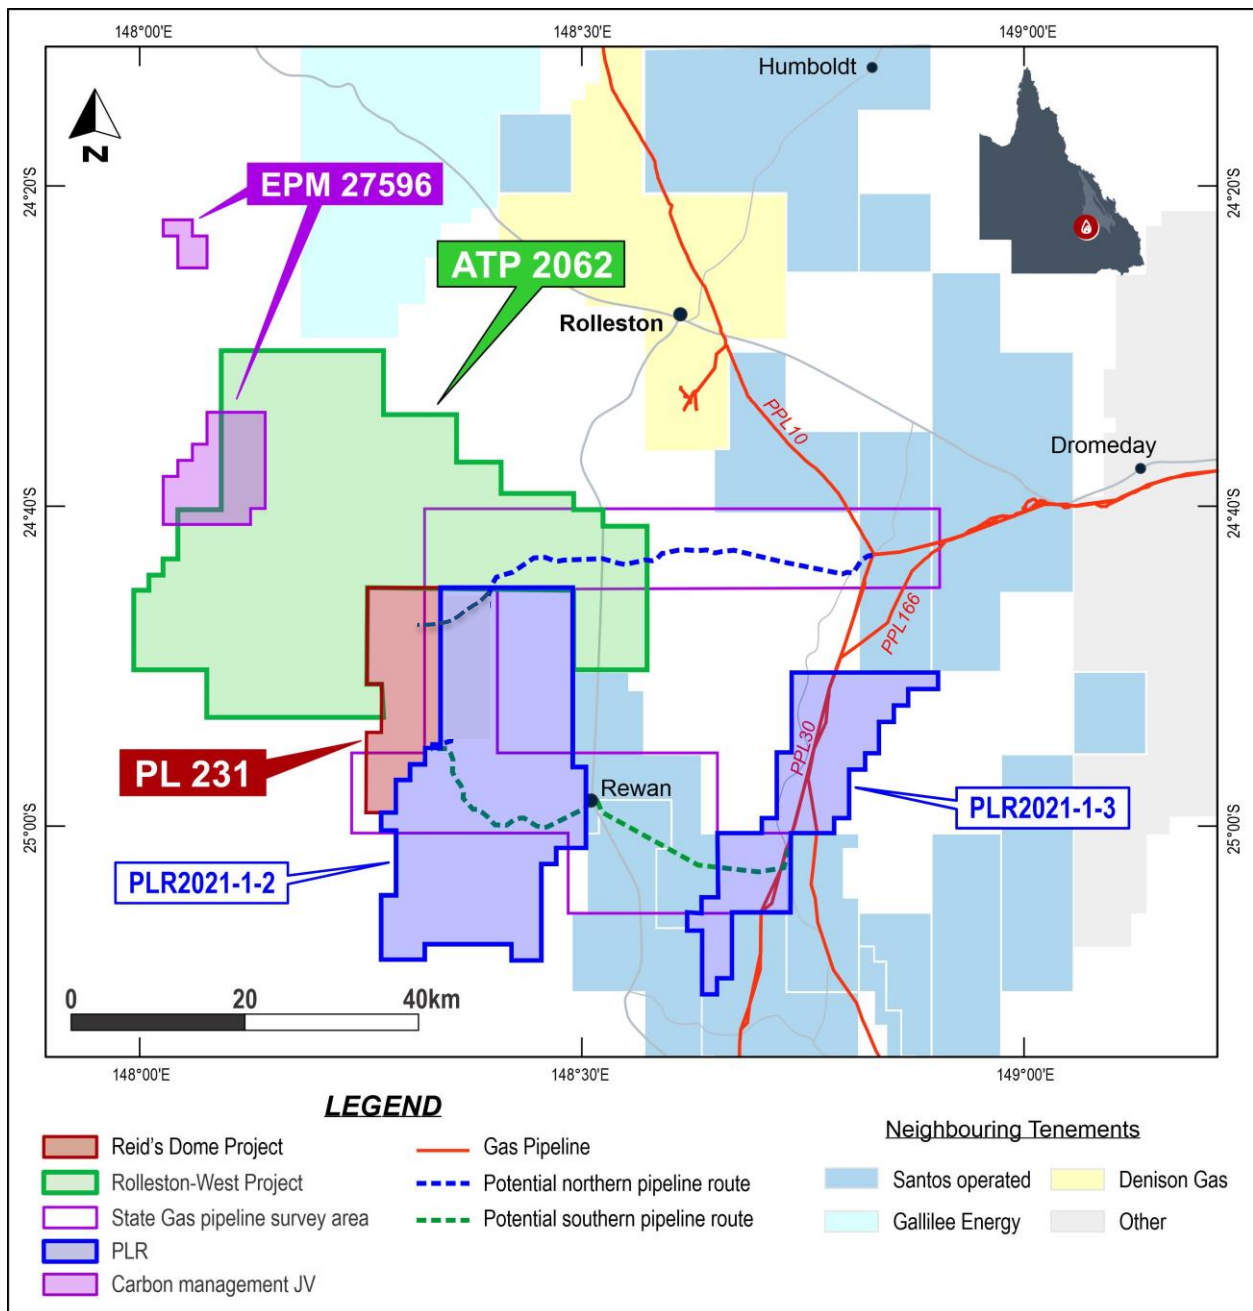 148°00'E
148°30'E
149°00'E
Humboldt
24°20'S
24°20'S
N
EPM 27596
ATP 2062
Rolleston
PPL10
Dromeday
24°40'S
24°40'S
PPL166
PL 231
PPL30
Rewan
PLR2021-1-3
25°00'S
25°00'S
PLR2021-1-2
0 20 40km
148°00'E
148°30'E
149°00'E
LEGEND
Reid's Dome Project
Rolleston-West Project
State Gas pipeline survey area
PLR
Carbon management JV
Gas Pipeline
Potential northern pipeline route
Potential southern pipeline route
Neighbouring Tenements
Santos operated
Denison Gas
Gallilee Energy
Other